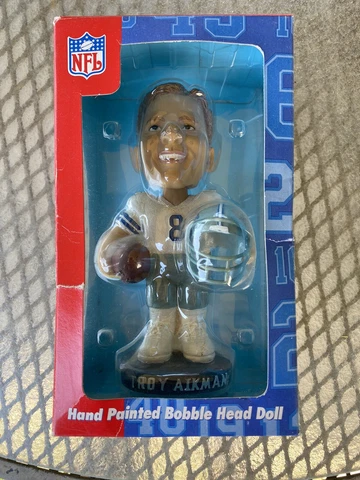 NFL
8
TROY AIKMAN
Hand Painted Bobble Head Doll